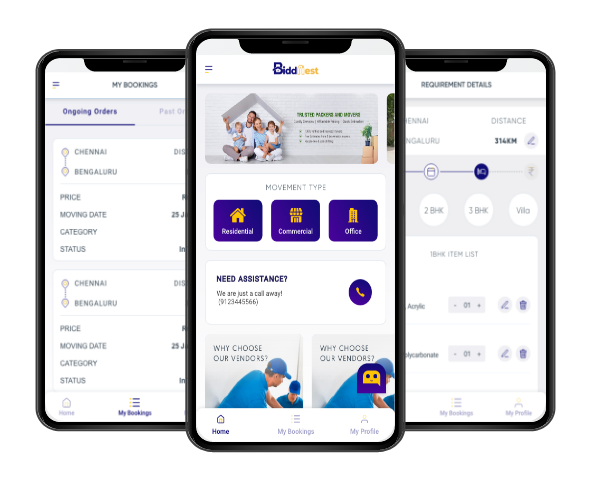 MY BOOKINGS
Ongoing Orders
Past Or
CHENNAI
DIS
BENGALURU
PRICE
MOVING DATE
25 J
CATEGORY
STATUS
In
CHENNAI
DIS
BENGALURU
PRICE
MOVING DATE
25 J
CATEGORY
STATUS
In
Home
My Bookings
BiddNest
TRUSTED PACKERS AND MOVERS
MOVEMENT TYPE
Residential
Commercial
Office
NEED ASSISTANCE?
We are just a call away!
(9123445566)
WHY CHOOSE
OUR VENDORS?
WHY CHOOSE
OUR VENDORS?
Home
My Bookings
My Profile
REQUIREMENT DETAILS
ENNAI
DISTANCE
NGALURU
314KM
₹
2 BHK
3 BHK
Villa
1BHK ITEM LIST
Acrylic
- 01 +
lycarbonate
- 01 +
My Bookings
My Profile